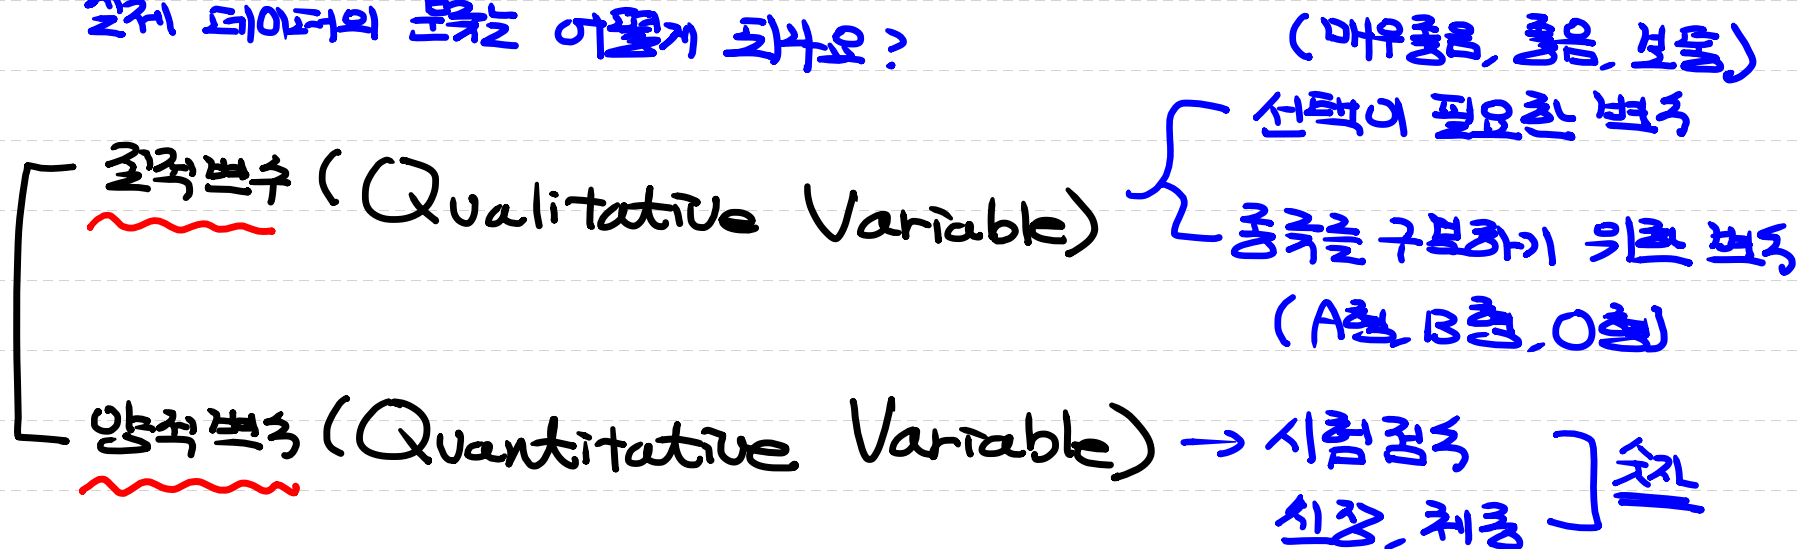 실제 데이터의 분류는 어떻게 되나요?
(매우좋음, 좋음, 보통)
선택이 필요한 변수
질적변수 (Qualitative Variable)
종류를 구분하기 위한 변수
(A형, B형, O형)
양적변수 (Quantitative Variable) → 시험점수
신장, 체중
숫자